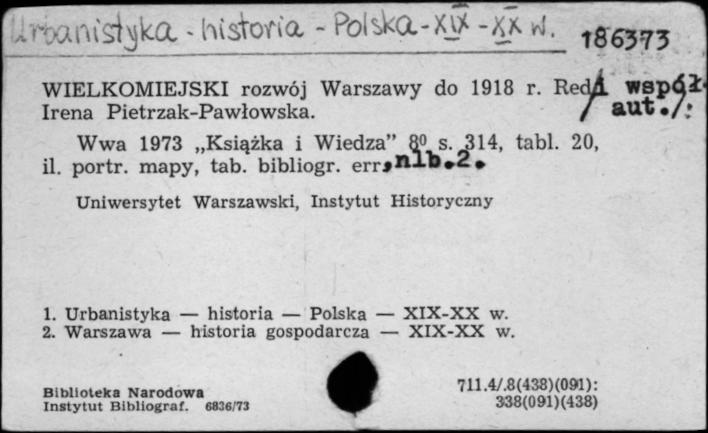 Urbanistyka - historia - Polska - XIX - XX w.
186373
WIELKOMIEJSKI rozwój Warszawy do 1918 r. Red. i współ-
Irena Pietrzak-Pawłowska. aut./:
Wwa 1973 „Książka i Wiedza” 8⁰ s. 314, tabl. 20,
il. portr. mapy, tab. bibliogr. err, nlb.2.
Uniwersytet Warszawski, Instytut Historyczny
1. Urbanistyka — historia — Polska — XIX-XX w.
2. Warszawa — historia gospodarcza — XIX-XX w.
Biblioteka Narodowa
Instytut Bibliograf. 6836/73
711.4/.8(438)(091):
338(091)(438)